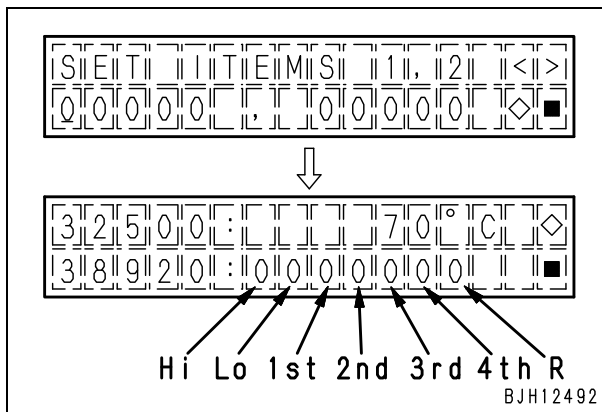 SET ITEMS 1,2 <>
00000 , 00000 ◇■
32500: 70°C ◇
38920:0000000 ■
Hi Lo 1st 2nd 3rd 4th R
BJH12492